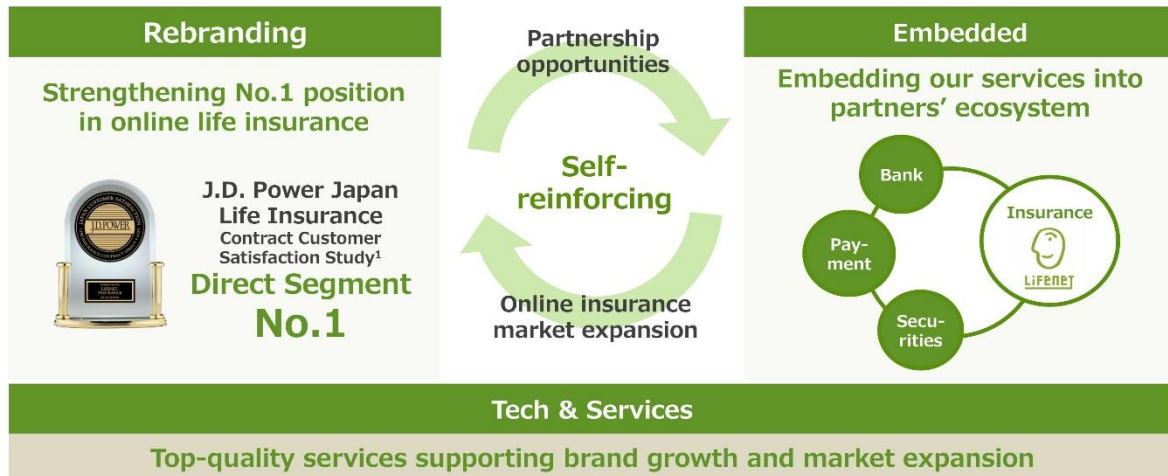 Rebranding
Strengthening No.1 position
in online life insurance
J.D. POWER
J.D. Power Japan
Life Insurance
Contract Customer
Satisfaction Study1
Direct Segment
No.1
Partnership
opportunities
Self-
reinforcing
Online insurance
market expansion
Embedded
Embedding our services into
partners' ecosystem
Bank
Pay-
ment
Secu-
rities
Insurance
LIFENET
Tech & Services
Top-quality services supporting brand growth and market expansion